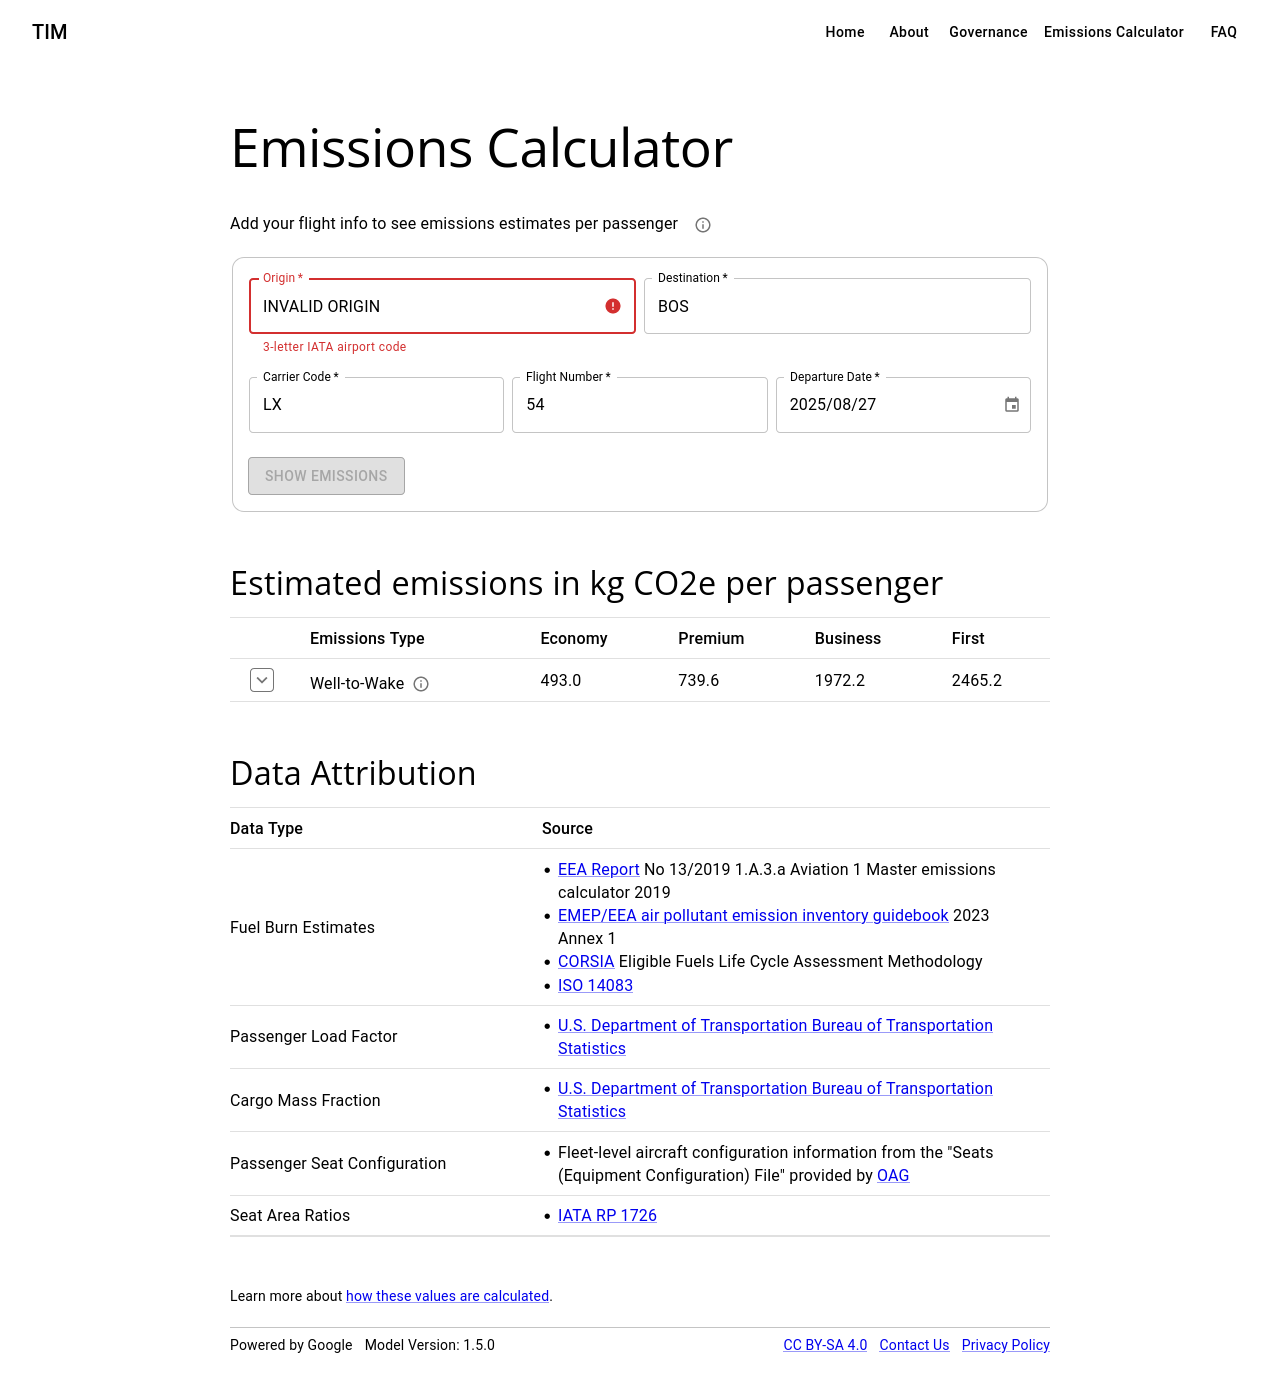 TIM
Home About Governance Emissions Calculator FAQ
Emissions Calculator
Add your flight info to see emissions estimates per passenger
Origin *
INVALID ORIGIN
3-letter IATA airport code
Destination *
BOS
Carrier Code *
LX
Flight Number *
54
Departure Date *
2025/08/27
SHOW EMISSIONS
Estimated emissions in kg CO2e per passenger
Emissions Type Economy Premium Business First
Well-to-Wake 493.0 739.6 1972.2 2465.2
Data Attribution
Data Type Source
Fuel Burn Estimates
• EEA Report No 13/2019 1.A.3.a Aviation 1 Master emissions
calculator 2019
• EMEP/EEA air pollutant emission inventory guidebook 2023
Annex 1
• CORSIA Eligible Fuels Life Cycle Assessment Methodology
• ISO 14083
Passenger Load Factor
• U.S. Department of Transportation Bureau of Transportation
Statistics
Cargo Mass Fraction
• U.S. Department of Transportation Bureau of Transportation
Statistics
Passenger Seat Configuration
• Fleet-level aircraft configuration information from the "Seats
(Equipment Configuration) File" provided by OAG
Seat Area Ratios
• IATA RP 1726
Learn more about how these values are calculated.
Powered by Google Model Version: 1.5.0 CC BY-SA 4.0 Contact Us Privacy Policy